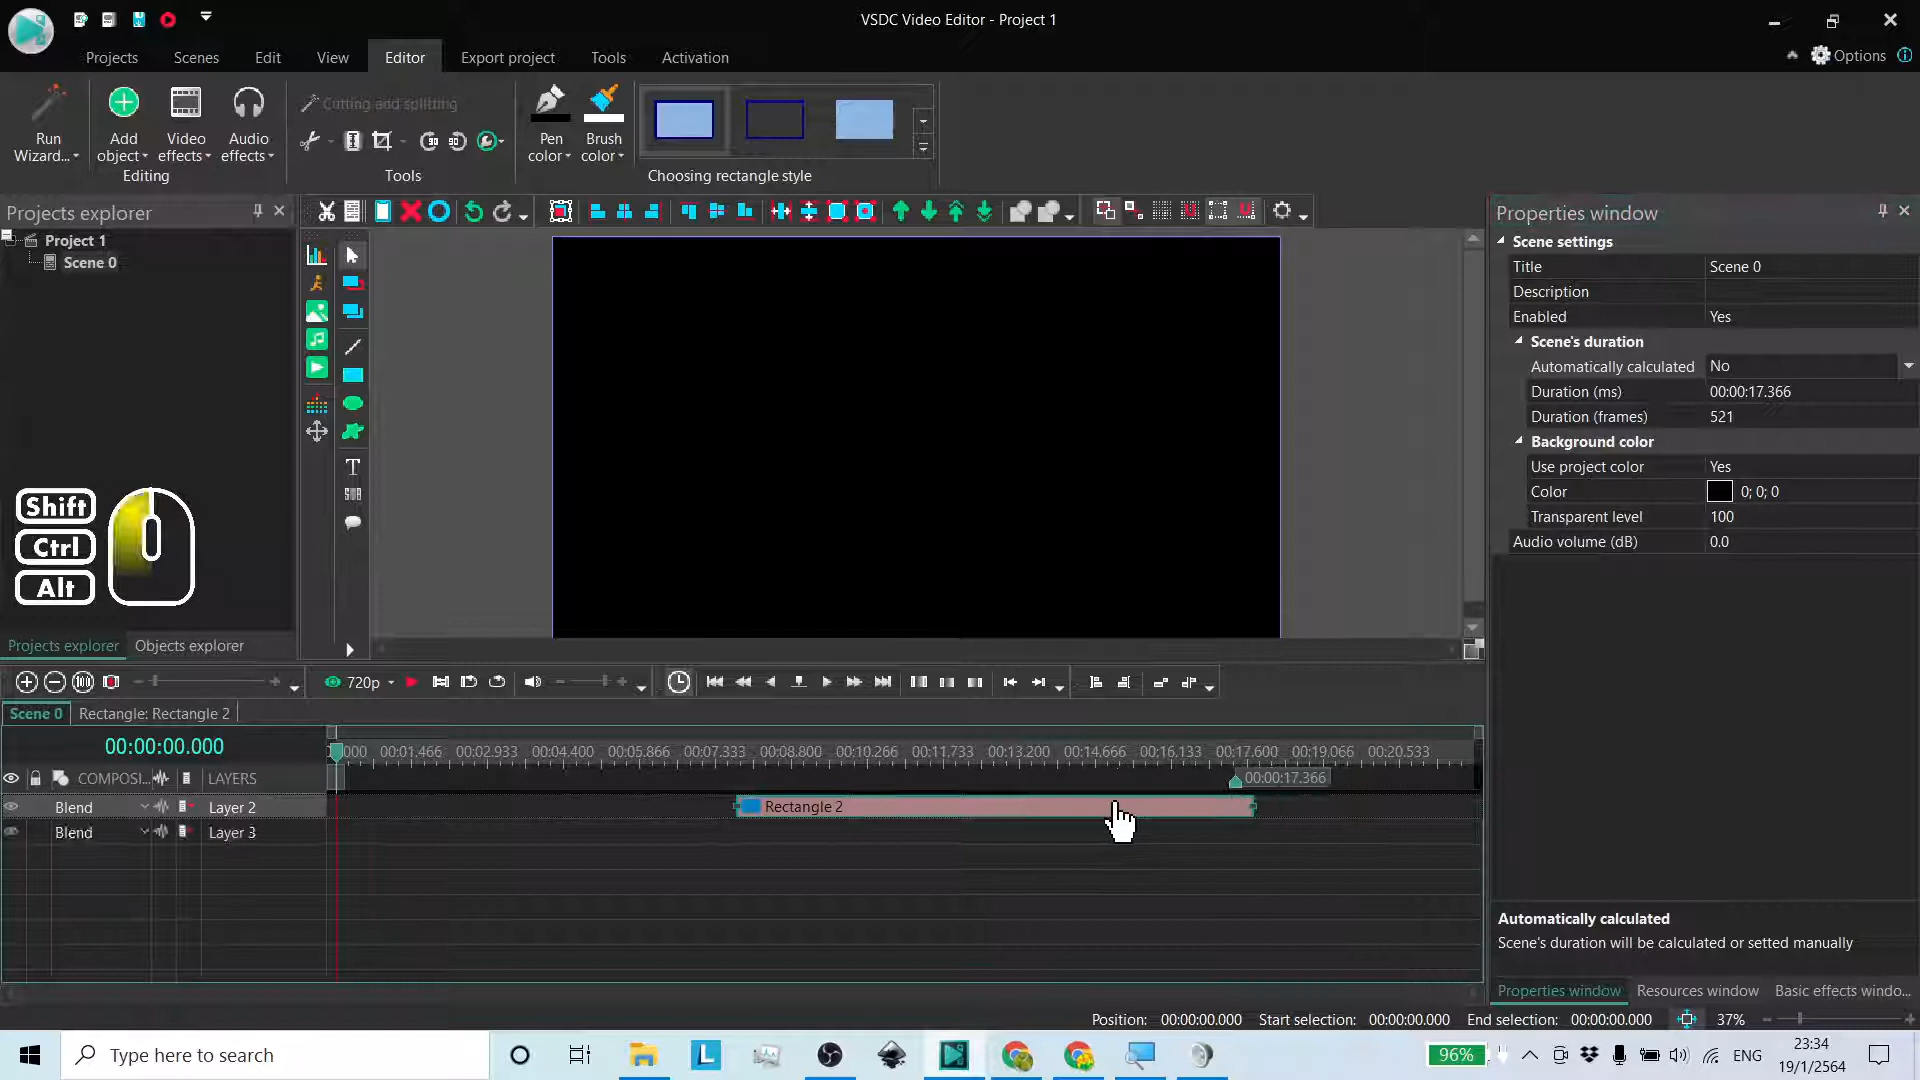 VSDC Video Editor - Project 1
Projects
Scenes
Edit
View
Editor
Export project
Tools
Activation
Options
Run Wizard...
Add object
Video effects
Audio effects
Editing
Cutting and splitting
Tools
Pen color
Brush color
Choosing rectangle style
Projects explorer
Project 1
Scene 0
Shift
Ctrl
Alt
Projects explorer
Objects explorer
T
Properties window
Scene settings
Title Scene 0
Description
Enabled Yes
Scene's duration
Automatically calculated No
Duration (ms) 00:00:17.366
Duration (frames) 521
Background color
Use project color Yes
Color 0; 0; 0
Transparent level 100
Audio volume (dB) 0.0
720p
Scene 0
Rectangle: Rectangle 2
00:00:00.000
000 00:01.466 00:02.933 00:04.400 00:05.866 00:07.333 00:08.800 00:10.266 00:11.733 00:13.200 00:14.666 00:16.133 00:17.600 00:19.066 00:20.533
COMPOSI...
LAYERS
00:00:17.366
Blend Layer 2 Rectangle 2
Blend Layer 3
Automatically calculated
Scene's duration will be calculated or setted manually
Properties window
Resources window
Basic effects windo...
Position: 00:00:00.000 Start selection: 00:00:00.000 End selection: 00:00:00.000 37%
Type here to search
L
96%
ENG
23:34
19/1/2564